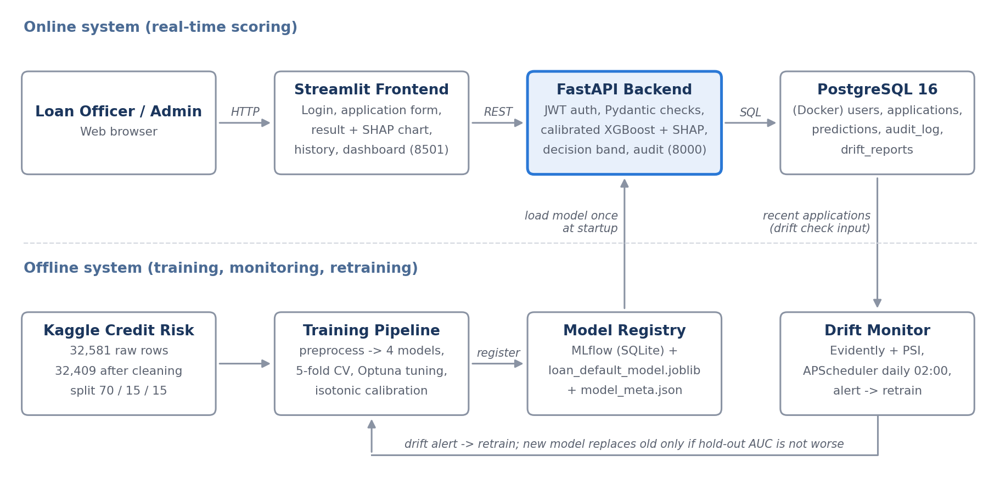 Online system (real-time scoring)
Loan Officer / Admin
Web browser
HTTP
Streamlit Frontend
Login, application form,
result + SHAP chart,
history, dashboard (8501)
REST
FastAPI Backend
JWT auth, Pydantic checks,
calibrated XGBoost + SHAP,
decision band, audit (8000)
SQL
PostgreSQL 16
(Docker) users, applications,
predictions, audit_log,
drift_reports
load model once
at startup
recent applications
(drift check input)
Offline system (training, monitoring, retraining)
Kaggle Credit Risk
32,581 raw rows
32,409 after cleaning
split 70 / 15 / 15
Training Pipeline
preprocess -> 4 models,
5-fold CV, Optuna tuning,
isotonic calibration
register
Model Registry
MLflow (SQLite) +
loan_default_model.joblib
+ model_meta.json
Drift Monitor
Evidently + PSI,
APScheduler daily 02:00,
alert -> retrain
drift alert -> retrain; new model replaces old only if hold-out AUC is not worse